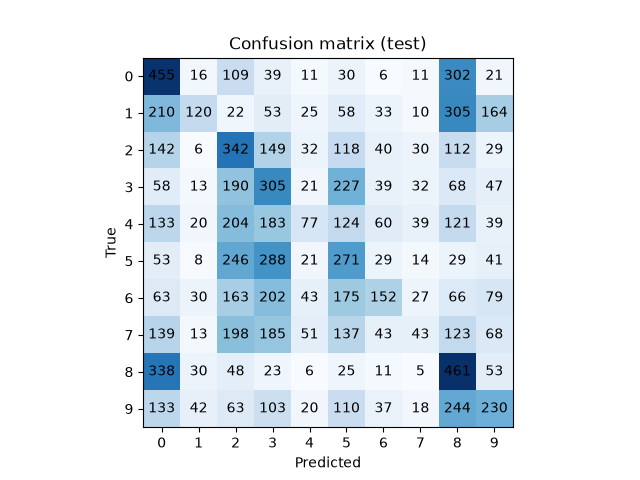 Confusion matrix (test)
0 455 16 109 39 11 30 6 11 302 21
1 210 120 22 53 25 58 33 10 305 164
2 142 6 342 149 32 118 40 30 112 29
3 58 13 190 305 21 227 39 32 68 47
4 133 20 204 183 77 124 60 39 121 39
5 53 8 246 288 21 271 29 14 29 41
6 63 30 163 202 43 175 152 27 66 79
7 139 13 198 185 51 137 43 43 123 68
8 338 30 48 23 6 25 11 5 461 53
9 133 42 63 103 20 110 37 18 244 230
0 1 2 3 4 5 6 7 8 9
Predicted
True